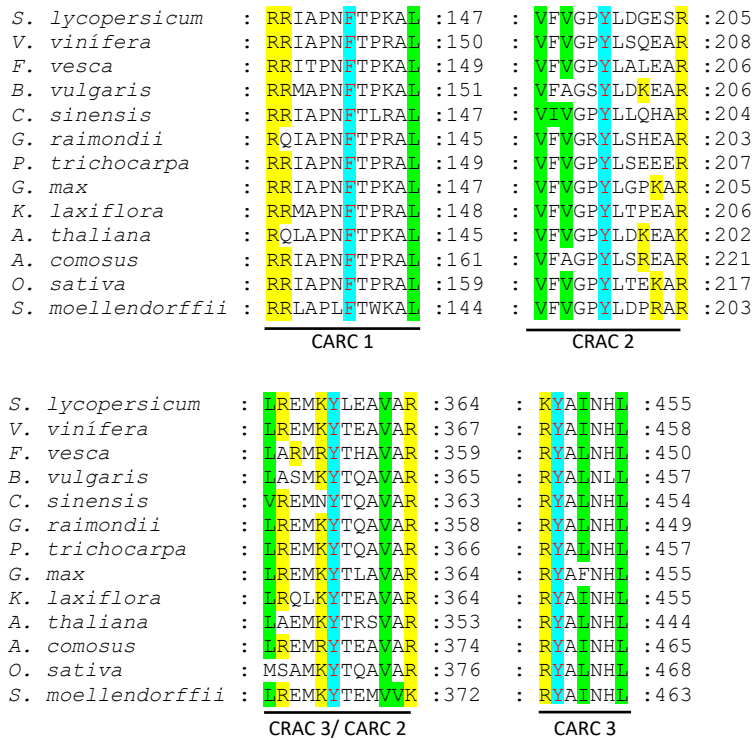 S. lycopersicum : RRIAPNFTPKAL :147 : VFVGPYLDGESR :205
V. vinífera : RRIAPNFTPRAL :150 : VFVGPYLSQEAR :208
F. vesca : RRITPNFTPKAL :149 : VFVGPYLALEAR :206
B. vulgaris : RRMAPNFTPKAL :151 : VFAGSYLDKEAR :206
C. sinensis : RRIAPNFTLRAL :147 : VIVGPYLLQHAR :204
G. raimondii : RQIAPNFTPRAL :145 : VFVGRYLSHEAR :203
P. trichocarpa : RRIAPNFTPRAL :149 : VFVGPYLSEEER :207
G. max : RRIAPNFTPKAL :147 : VFVGPYLGPKAR :205
K. laxiflora : RRMAPNFTPRAL :148 : VFVGPYLTPEAR :206
A. thaliana : RQLAPNFTPRAL :145 : VFVGPYLDKEAK :202
A. comosus : RRIAPNFTPKAL :161 : VFAGPYLSREAR :221
O. sativa : RRIAPNFTPRAL :159 : VFVGPYLTEKAR :217
S. moellendorffii : RRLAPLFTWKAL :144 : VFVGPYLDPRAR :203
CARC 1 CRAC 2
S. lycopersicum : LREMKYLEAVAR :364 : KYAINHL :455
V. vinífera : LREMKYTEAVAR :367 : RYAINHL :458
F. vesca : LARMRYTHAVAR :359 : RYALNHL :450
B. vulgaris : LASMKYTQAVAR :365 : RYALNLL :457
C. sinensis : VREMNYTQAVAR :363 : RYALNHL :454
G. raimondii : LREMKYTQAVAR :358 : RYALNHL :449
P. trichocarpa : LREMKYTQAVAR :366 : RYALNHL :457
G. max : LREMKYTLAVAR :364 : RYAFNHL :455
K. laxiflora : LRQLKYTEAVAR :364 : RYAINHL :455
A. thaliana : LAEMKYTRSVAR :353 : RYALNHL :444
A. comosus : LREMRYTEAVAR :374 : RYAINHL :465
O. sativa : MSAMKYTQAVAR :376 : RYALNHL :468
S. moellendorffii : LREMKYTEMVVK :372 : RYAINHL :463
CRAC 3/ CARC 2 CARC 3